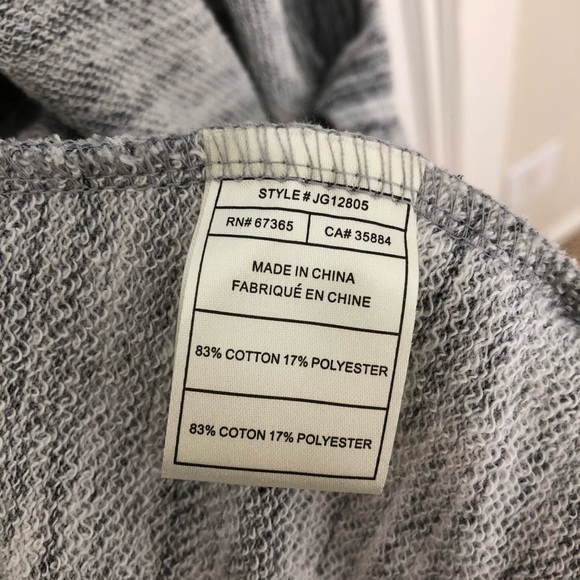 STYLE # JG12805
RN# 67365 CA# 35884
MADE IN CHINA
FABRIQUÉ EN CHINE
83% COTTON 17% POLYESTER
83% COTON 17% POLYESTER